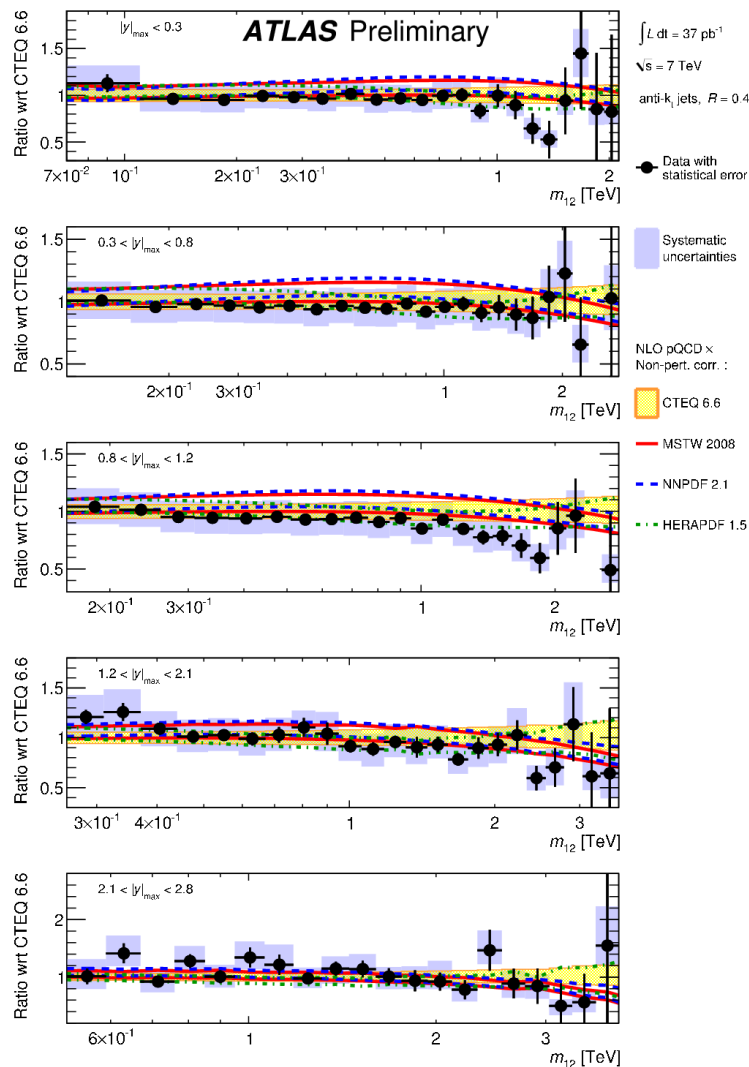 |y|max < 0.3
ATLAS Preliminary
Ratio wrt CTEQ 6.6
1.5
1
0.5
7×10⁻² 10⁻¹ 2×10⁻¹ 3×10⁻¹ 1 2
m₁₂ [TeV]
∫L dt = 37 pb⁻¹
√s = 7 TeV
anti-kₜ jets, R = 0.4
Data with
statistical error
0.3 < |y|max < 0.8
Ratio wrt CTEQ 6.6
1.5
1
0.5
2×10⁻¹ 3×10⁻¹ 1 2
m₁₂ [TeV]
Systematic
uncertainties
NLO pQCD ×
Non-pert. corr. :
CTEQ 6.6
MSTW 2008
NNPDF 2.1
HERAPDF 1.5
0.8 < |y|max < 1.2
Ratio wrt CTEQ 6.6
1.5
1
0.5
2×10⁻¹ 3×10⁻¹ 1 2
m₁₂ [TeV]
1.2 < |y|max < 2.1
Ratio wrt CTEQ 6.6
1.5
1
0.5
3×10⁻¹ 4×10⁻¹ 1 2 3
m₁₂ [TeV]
2.1 < |y|max < 2.8
Ratio wrt CTEQ 6.6
2
1
6×10⁻¹ 1 2 3
m₁₂ [TeV]